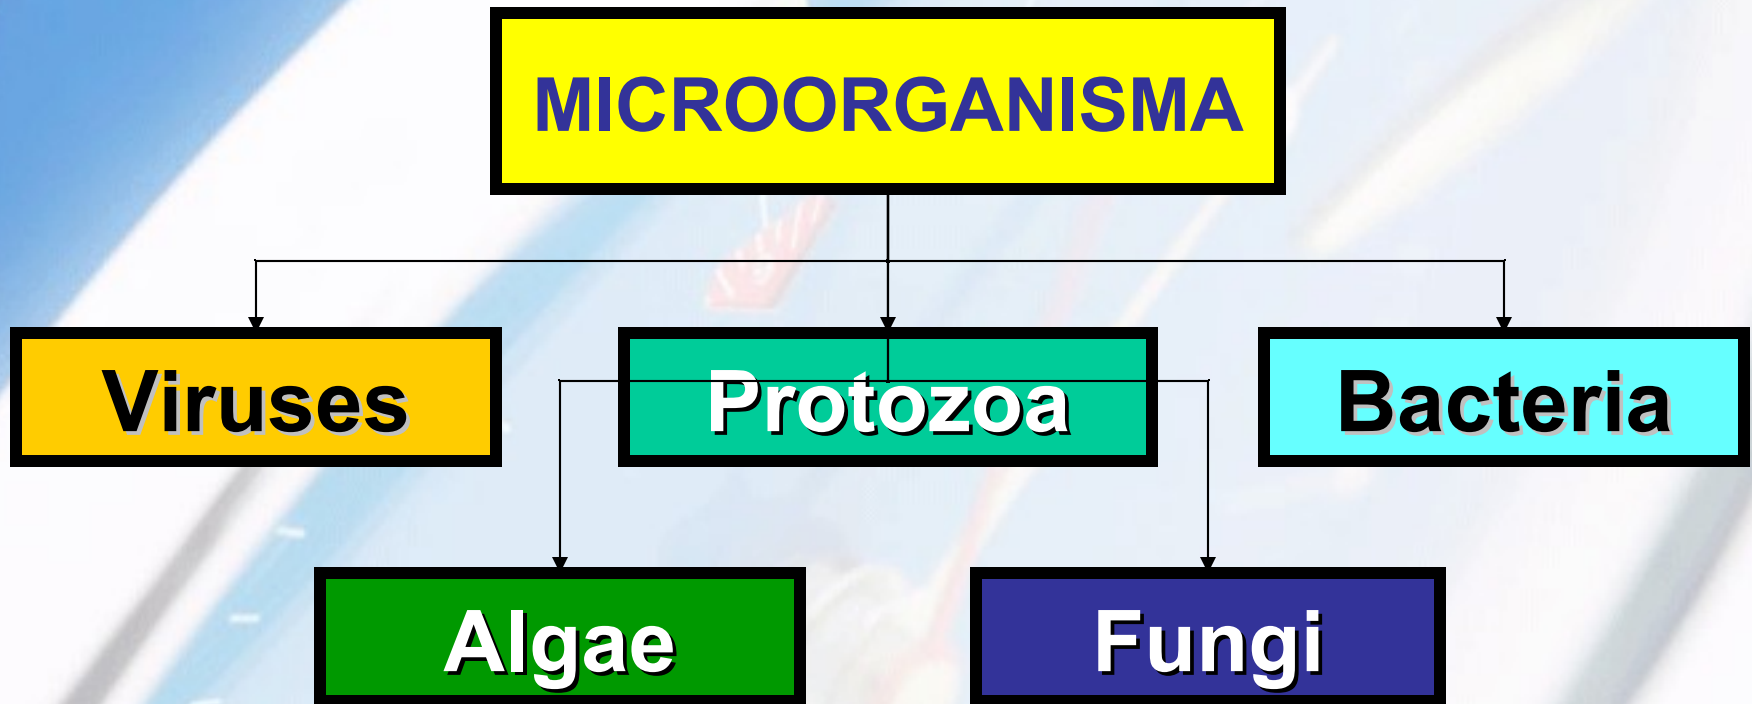 MICROORGANISMA
Viruses
Protozoa
Bacteria
Algae
Fungi